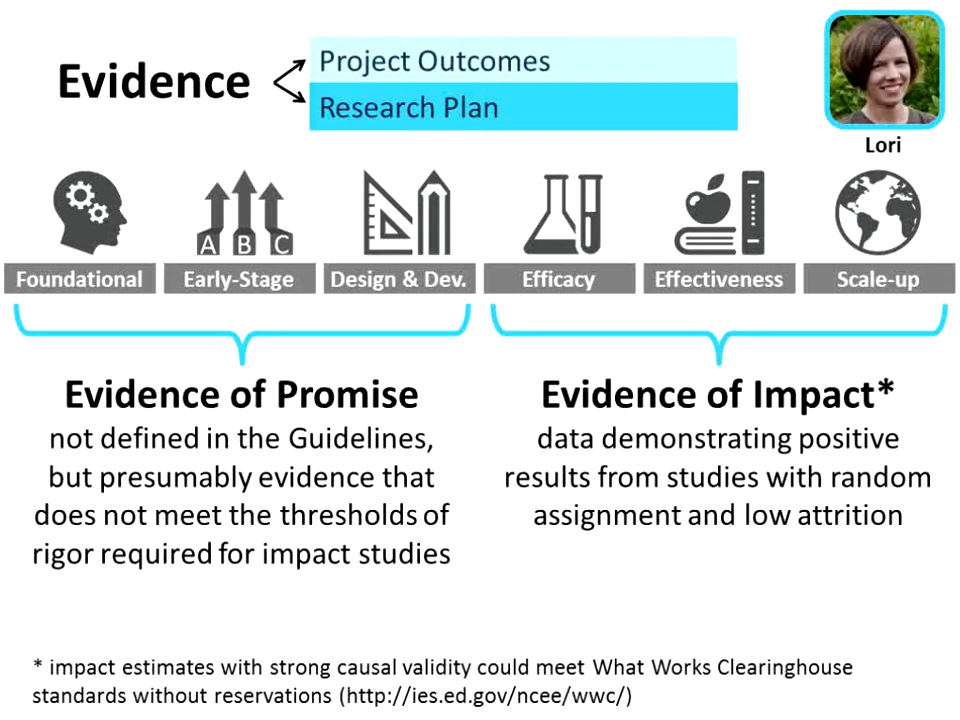 Evidence
Project Outcomes
Research Plan
Lori
A B C
Foundational
Early-Stage
Design & Dev.
Efficacy
Effectiveness
Scale-up
Evidence of Promise
not defined in the Guidelines,
but presumably evidence that
does not meet the thresholds of
rigor required for impact studies
Evidence of Impact*
data demonstrating positive
results from studies with random
assignment and low attrition
* impact estimates with strong causal validity could meet What Works Clearinghouse
standards without reservations (http://ies.ed.gov/ncee/wwc/)